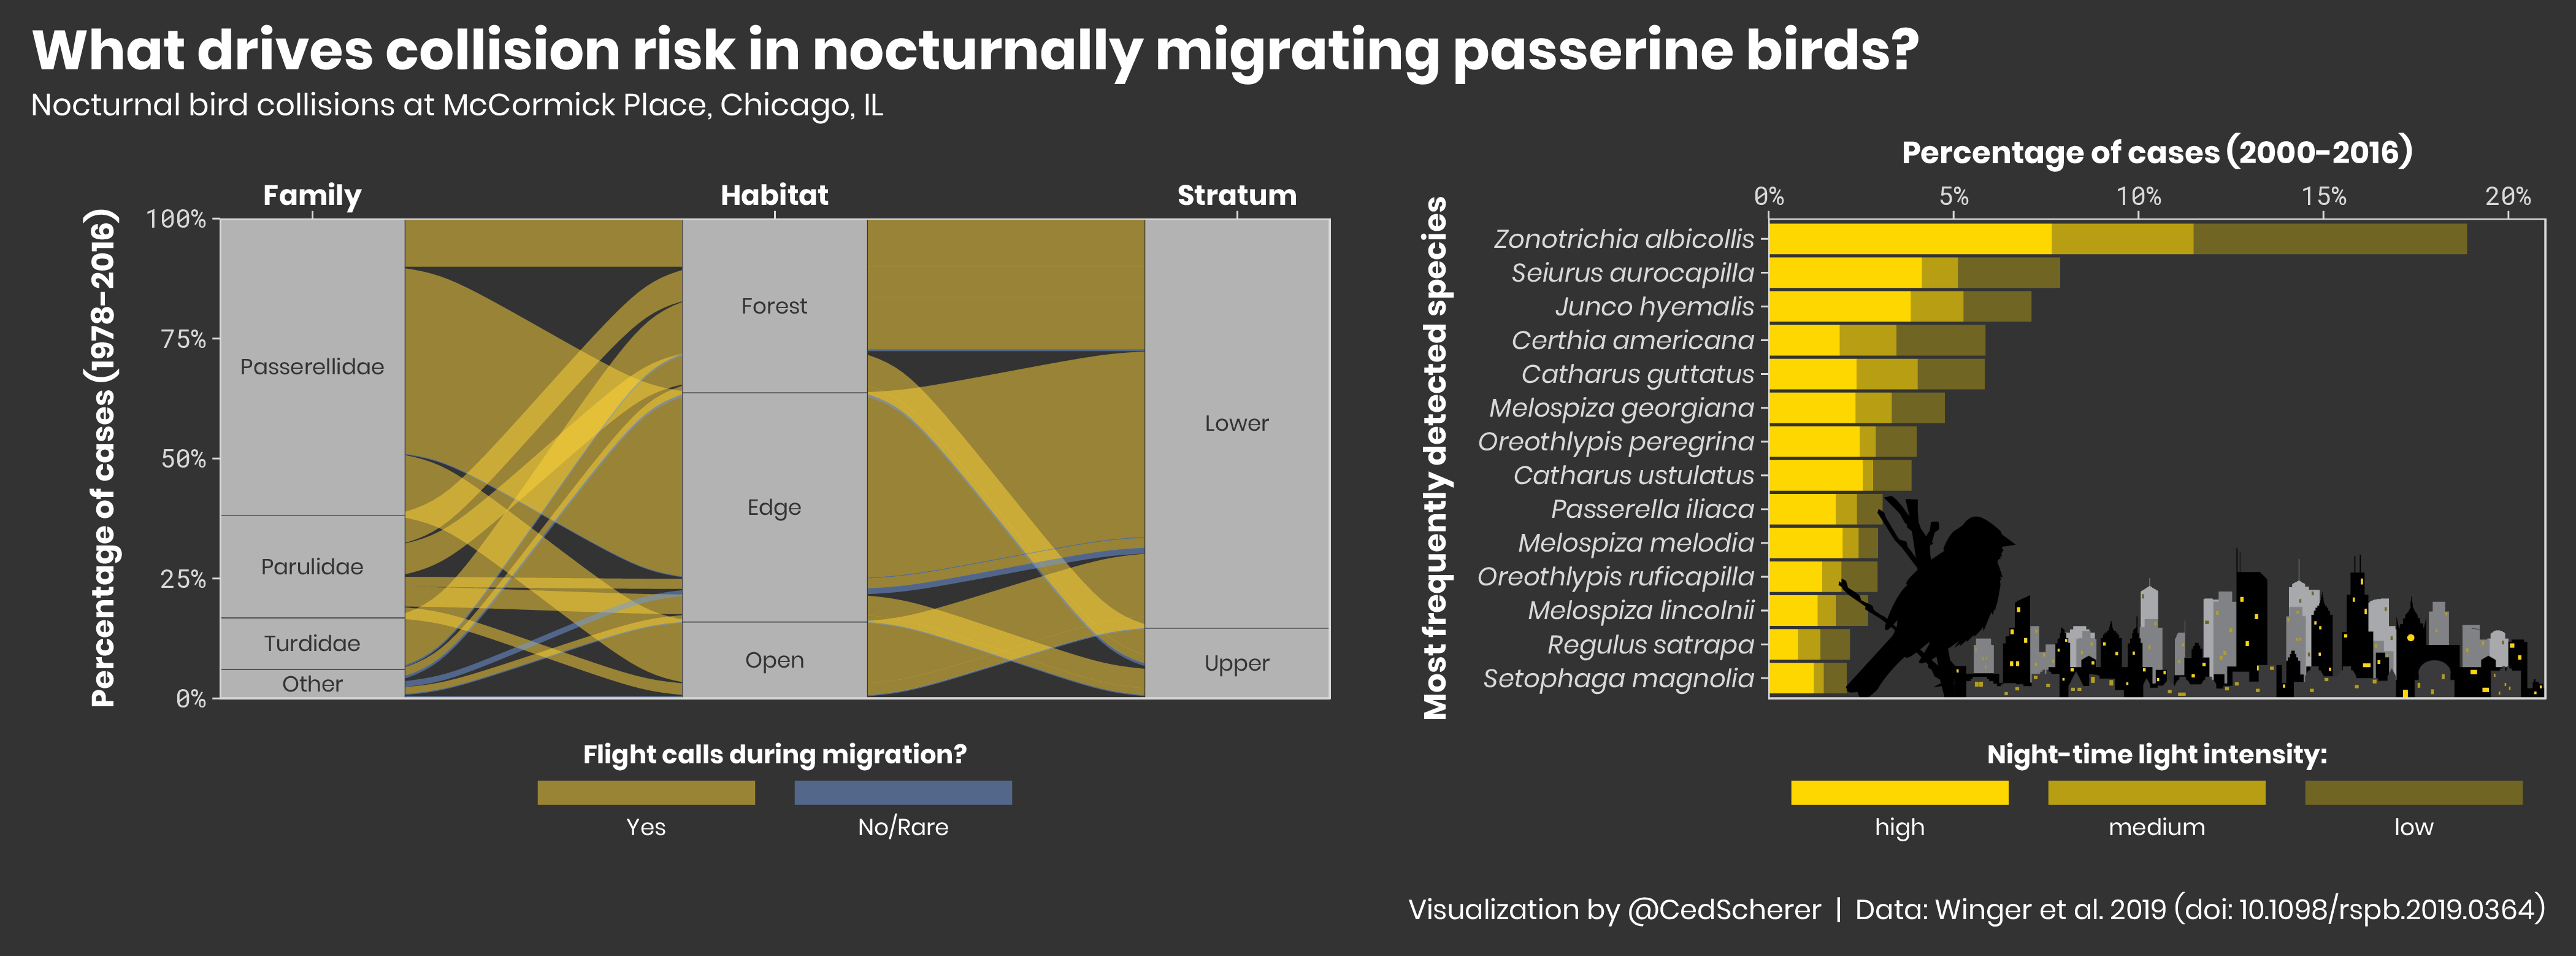 What drives collision risk in nocturnally migrating passerine birds?
Nocturnal bird collisions at McCormick Place, Chicago, IL
Family Habitat Stratum
Percentage of cases (1978-2016)
100%
75%
50%
25%
0%
Passerellidae
Parulidae
Turdidae
Other
Forest
Edge
Open
Lower
Upper
Flight calls during migration?
Yes No/Rare
Percentage of cases (2000-2016)
0% 5% 10% 15% 20%
Most frequently detected species
Zonotrichia albicollis
Seiurus aurocapilla
Junco hyemalis
Certhia americana
Catharus guttatus
Melospiza georgiana
Oreothlypis peregrina
Catharus ustulatus
Passerella iliaca
Melospiza melodia
Oreothlypis ruficapilla
Melospiza lincolnii
Regulus satrapa
Setophaga magnolia
Night-time light intensity:
high medium low
Visualization by @CedScherer | Data: Winger et al. 2019 (doi: 10.1098/rspb.2019.0364)